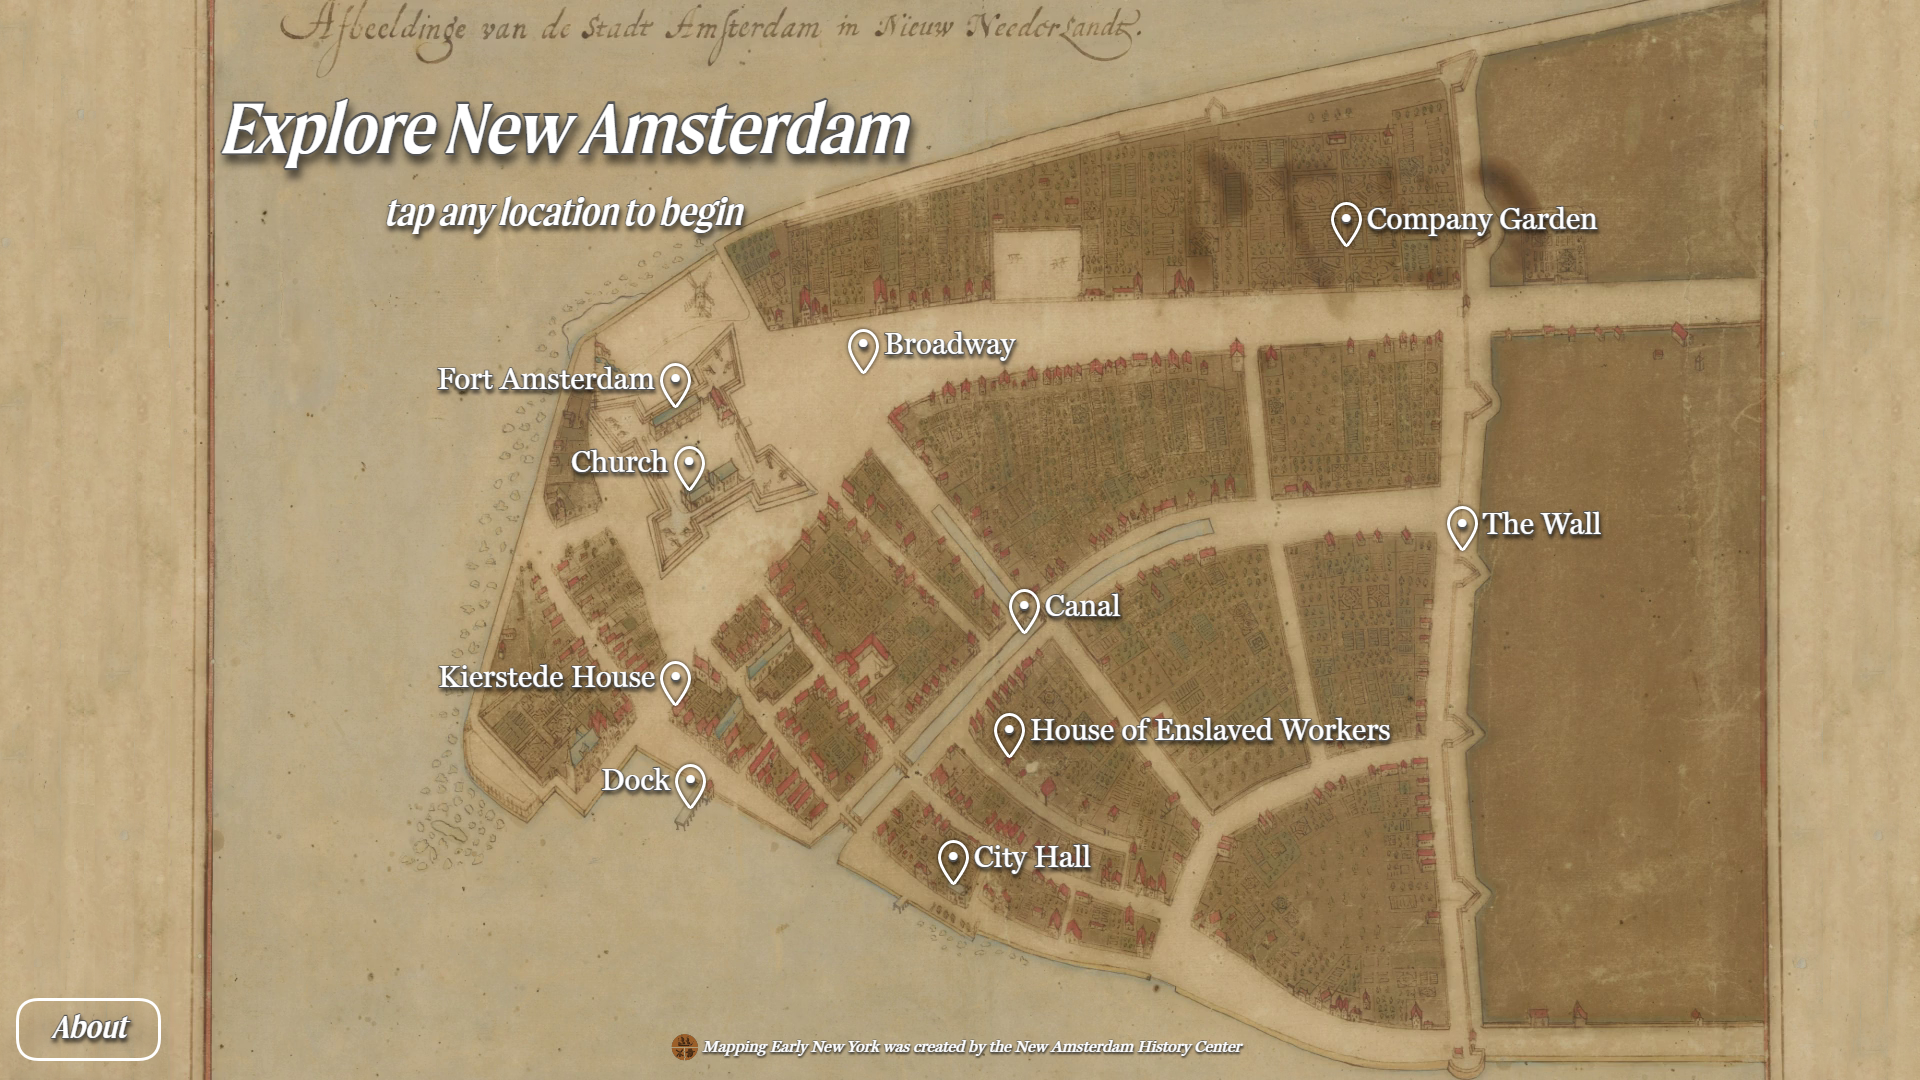 Afbeeldinge van de Stadt Amsterdam in Nieuw Neederlandt.
Explore New Amsterdam
tap any location to begin
Company Garden
Broadway
Fort Amsterdam
Church
The Wall
Canal
Kierstede House
House of Enslaved Workers
Dock
City Hall
About
Mapping Early New York was created by the New Amsterdam History Center